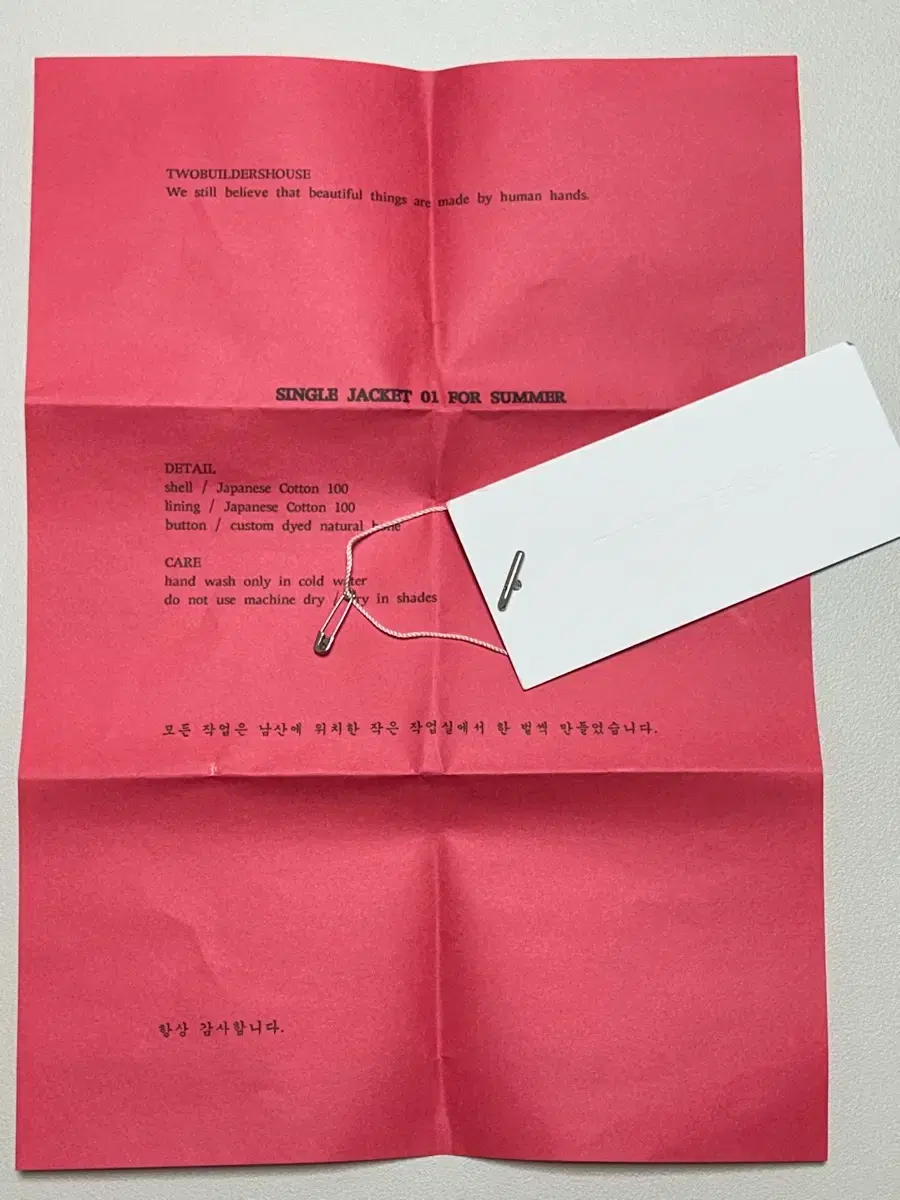 TWOBUILDERSHOUSE
We still believe that beautiful things are made by human hands.
SINGLE JACKET 01 FOR SUMMER
DETAIL
shell / Japanese Cotton 100
lining / Japanese Cotton 100
button / custom dyed natural bone
CARE
hand wash only in cold water
do not use machine dry / dry in shades
모든 작업은 남산에 위치한 작은 작업실에서 한 벌씩 만들었습니다.
항상 감사합니다.